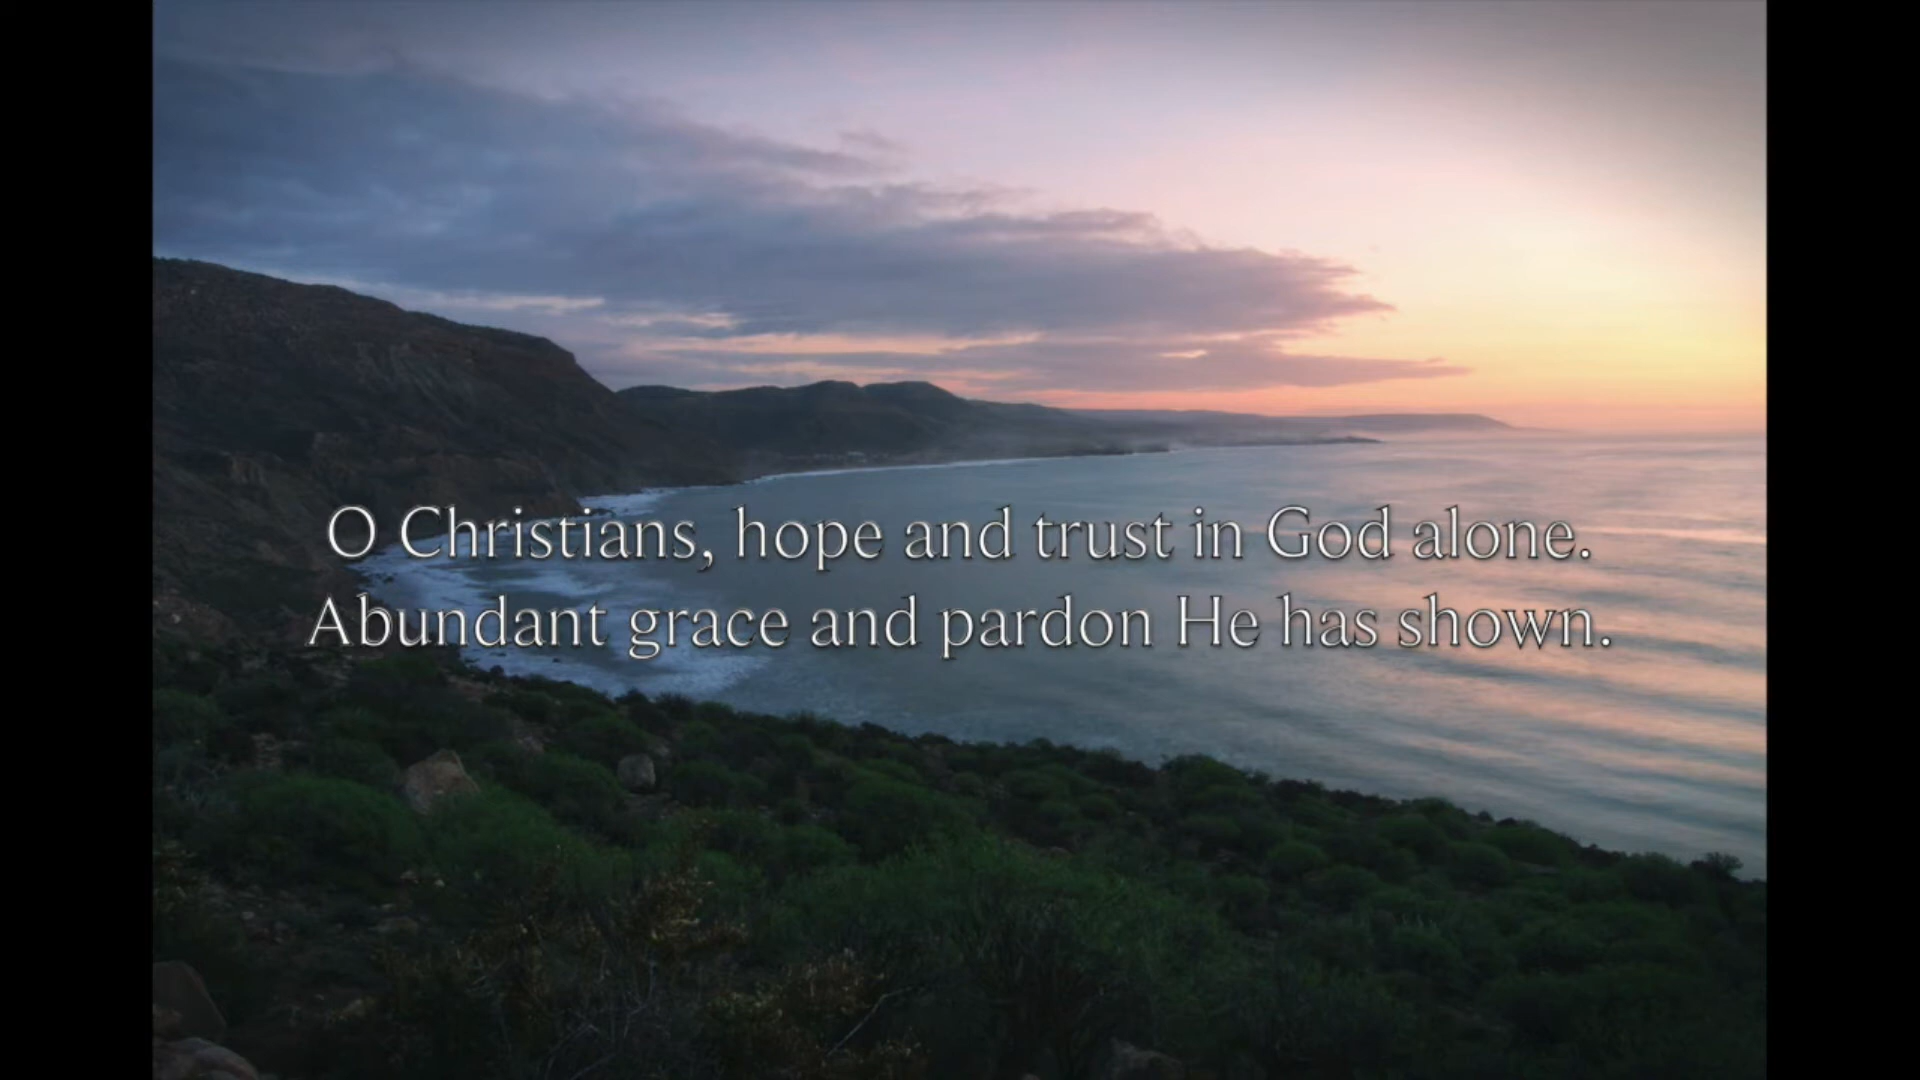 O Christians, hope and trust in God alone.
Abundant grace and pardon He has shown.